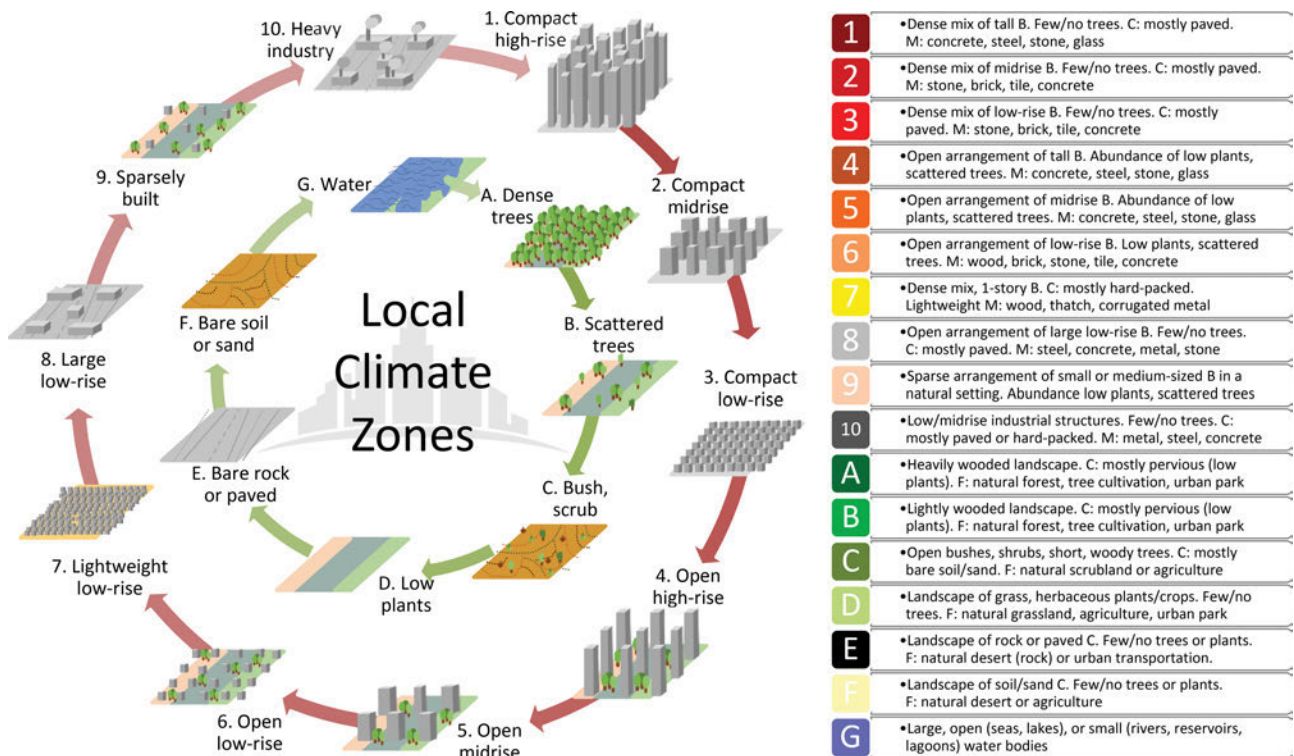 1. Compact
high-rise
10. Heavy
industry
9. Sparsely
built
G. Water
A. Dense
trees
2. Compact
midrise
F. Bare soil
or sand
Local
Climate
Zones
B. Scattered
trees
8. Large
low-rise
3. Compact
low-rise
E. Bare rock
or paved
C. Bush,
scrub
7. Lightweight
low-rise
D. Low
plants
4. Open
high-rise
6. Open
low-rise
5. Open
midrise
1
•Dense mix of tall B. Few/no trees. C: mostly paved.
M: concrete, steel, stone, glass
2
•Dense mix of midrise B. Few/no trees. C: mostly paved.
M: stone, brick, tile, concrete
3
•Dense mix of low-rise B. Few/no trees. C: mostly
paved. M: stone, brick, tile, concrete
4
•Open arrangement of tall B. Abundance of low plants,
scattered trees. M: concrete, steel, stone, glass
5
•Open arrangement of midrise B. Abundance of low
plants, scattered trees. M: concrete, steel, stone, glass
6
•Open arrangement of low-rise B. Low plants, scattered
trees. M: wood, brick, stone, tile, concrete
7
•Dense mix, 1-story B. C: mostly hard-packed.
Lightweight M: wood, thatch, corrugated metal
8
•Open arrangement of large low-rise B. Few/no trees.
C: mostly paved. M: steel, concrete, metal, stone
9
•Sparse arrangement of small or medium-sized B in a
natural setting. Abundance low plants, scattered trees
10
•Low/midrise industrial structures. Few/no trees. C:
mostly paved or hard-packed. M: metal, steel, concrete
A
•Heavily wooded landscape. C: mostly pervious (low
plants). F: natural forest, tree cultivation, urban park
B
•Lightly wooded landscape. C: mostly pervious (low
plants). F: natural forest, tree cultivation, urban park
C
•Open bushes, shrubs, short, woody trees. C: mostly
bare soil/sand. F: natural scrubland or agriculture
D
•Landscape of grass, herbaceous plants/crops. Few/no
trees. F: natural grassland, agriculture, urban park
E
•Landscape of rock or paved C. Few/no trees or plants.
F: natural desert (rock) or urban transportation.
F
•Landscape of soil/sand C. Few/no trees or plants.
F: natural desert or agriculture
G
•Large, open (seas, lakes), or small (rivers, reservoirs,
lagoons) water bodies